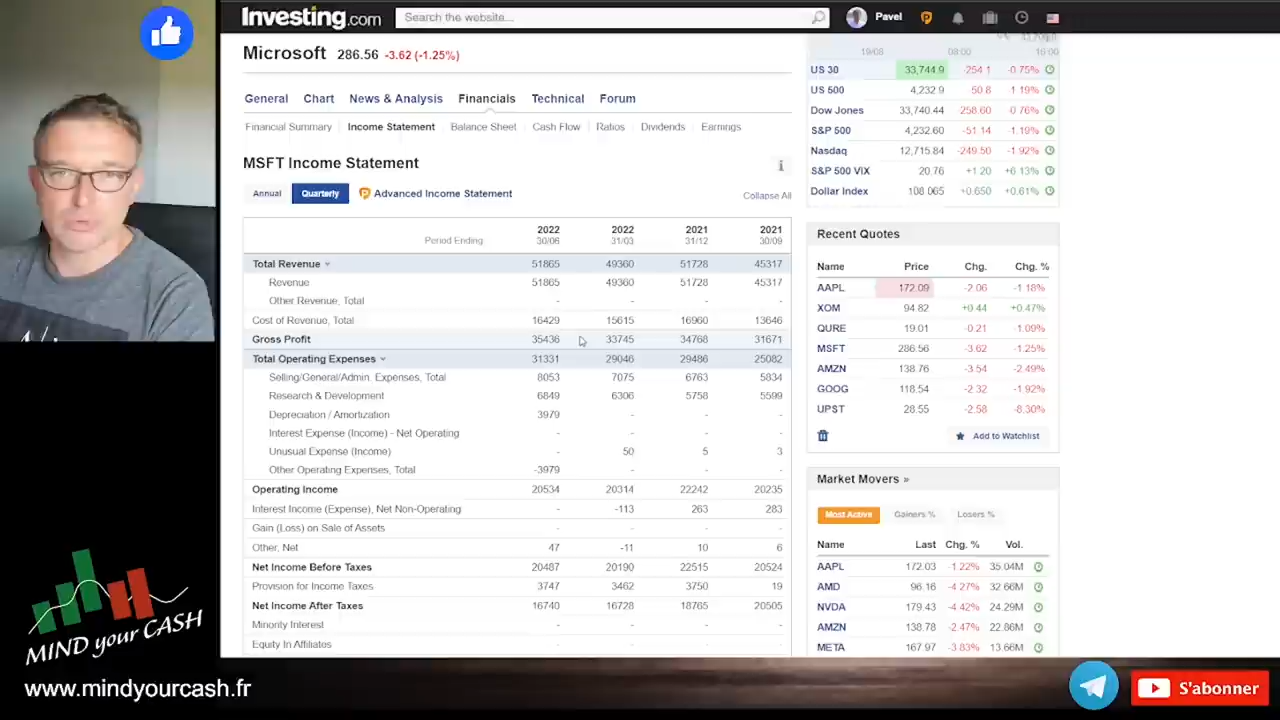 Investing.com
Search the website...
Pavel
Microsoft 286.56 -3.62 (-1.25%)
General Chart News & Analysis Financials Technical Forum
Financial Summary Income Statement Balance Sheet Cash Flow Ratios Dividends Earnings
MSFT Income Statement
Annual Quarterly Advanced Income Statement
Collapse All
Period Ending 2022 30/06 2022 31/03 2021 31/12 2021 30/09
Total Revenue 51865 49360 51728 45317
Revenue 51865 49360 51728 45317
Other Revenue, Total - - - -
Cost of Revenue, Total 16429 15615 16960 13646
Gross Profit 35436 33745 34768 31671
Total Operating Expenses 31331 29046 29486 25082
Selling/General/Admin. Expenses, Total 8053 7075 6763 5834
Research & Development 6849 6306 5758 5599
Depreciation / Amortization 3979 - - -
Interest Expense (Income) - Net Operating - - - -
Unusual Expense (Income) - 50 5 3
Other Operating Expenses, Total -3979 - - -
Operating Income 20534 20314 22242 20235
Interest Income (Expense), Net Non-Operating - -113 263 283
Gain (Loss) on Sale of Assets - - - -
Other, Net 47 -11 10 6
Net Income Before Taxes 20487 20190 22515 20524
Provision for Income Taxes 3747 3462 3750 19
Net Income After Taxes 16740 16728 18765 20505
Minority Interest - - - -
Equity In Affiliates - - - -
19/08 08:00 16:00
US 30 33,744.9 -254.1 -0.75%
US 500 4,232.9 50.8 -1.19%
Dow Jones 33,740.44 -258.60 -0.76%
S&P 500 4,232.60 -51.14 -1.19%
Nasdaq 12,715.84 -249.50 -1.92%
S&P 500 VIX 20.76 +1.20 +6.13%
Dollar Index 108.065 +0.650 +0.61%
Recent Quotes
Name Price Chg. Chg. %
AAPL 172.09 -2.06 -1.18%
XOM 94.82 +0.44 +0.47%
QURE 19.01 -0.21 -1.09%
MSFT 286.56 -3.62 -1.25%
AMZN 138.76 -3.54 -2.49%
GOOG 118.54 -2.32 -1.92%
UPST 28.55 -2.58 -8.30%
Add to Watchlist
Market Movers »
Most Active Gainers % Losers %
Name Last Chg. % Vol.
AAPL 172.03 -1.22% 35.04M
AMD 96.16 -4.27% 32.66M
NVDA 179.43 -4.42% 24.29M
AMZN 138.78 -2.47% 22.86M
META 167.97 -3.83% 13.66M
MIND your CASH
www.mindyourcash.fr
S'abonner